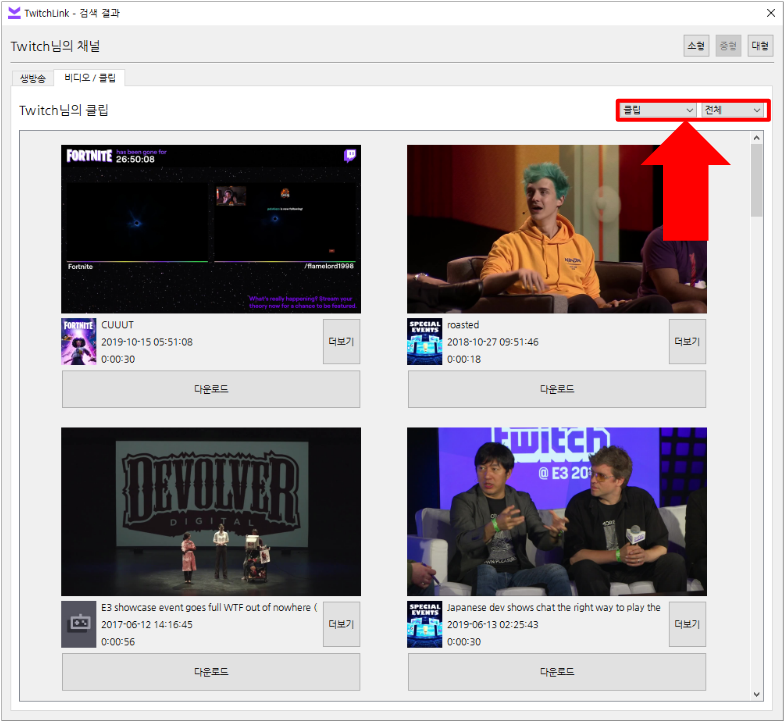 TwitchLink - 검색 결과
Twitch님의 채널
소형
중형
대형
생방송
비디오 / 클립
Twitch님의 클립
클립
전체
FORTNITE
has been gone for
26:50:08
Fortnite
/flamelord1998
What's really happening? Stream your
theory now for a chance to be featured.
FORTNITE
CUUUT
2019-10-15 05:51:08
0:00:30
더보기
다운로드
SPECIAL
EVENTS
roasted
2018-10-27 09:51:46
0:00:18
더보기
다운로드
DEVOLVER
DIGITAL
E3 showcase event goes full WTF out of nowhere (
2017-06-12 14:16:45
0:00:56
더보기
다운로드
twitch
@ E3 20
SPECIAL
EVENTS
Japanese dev shows chat the right way to play the
2019-06-13 02:25:43
0:00:30
더보기
다운로드